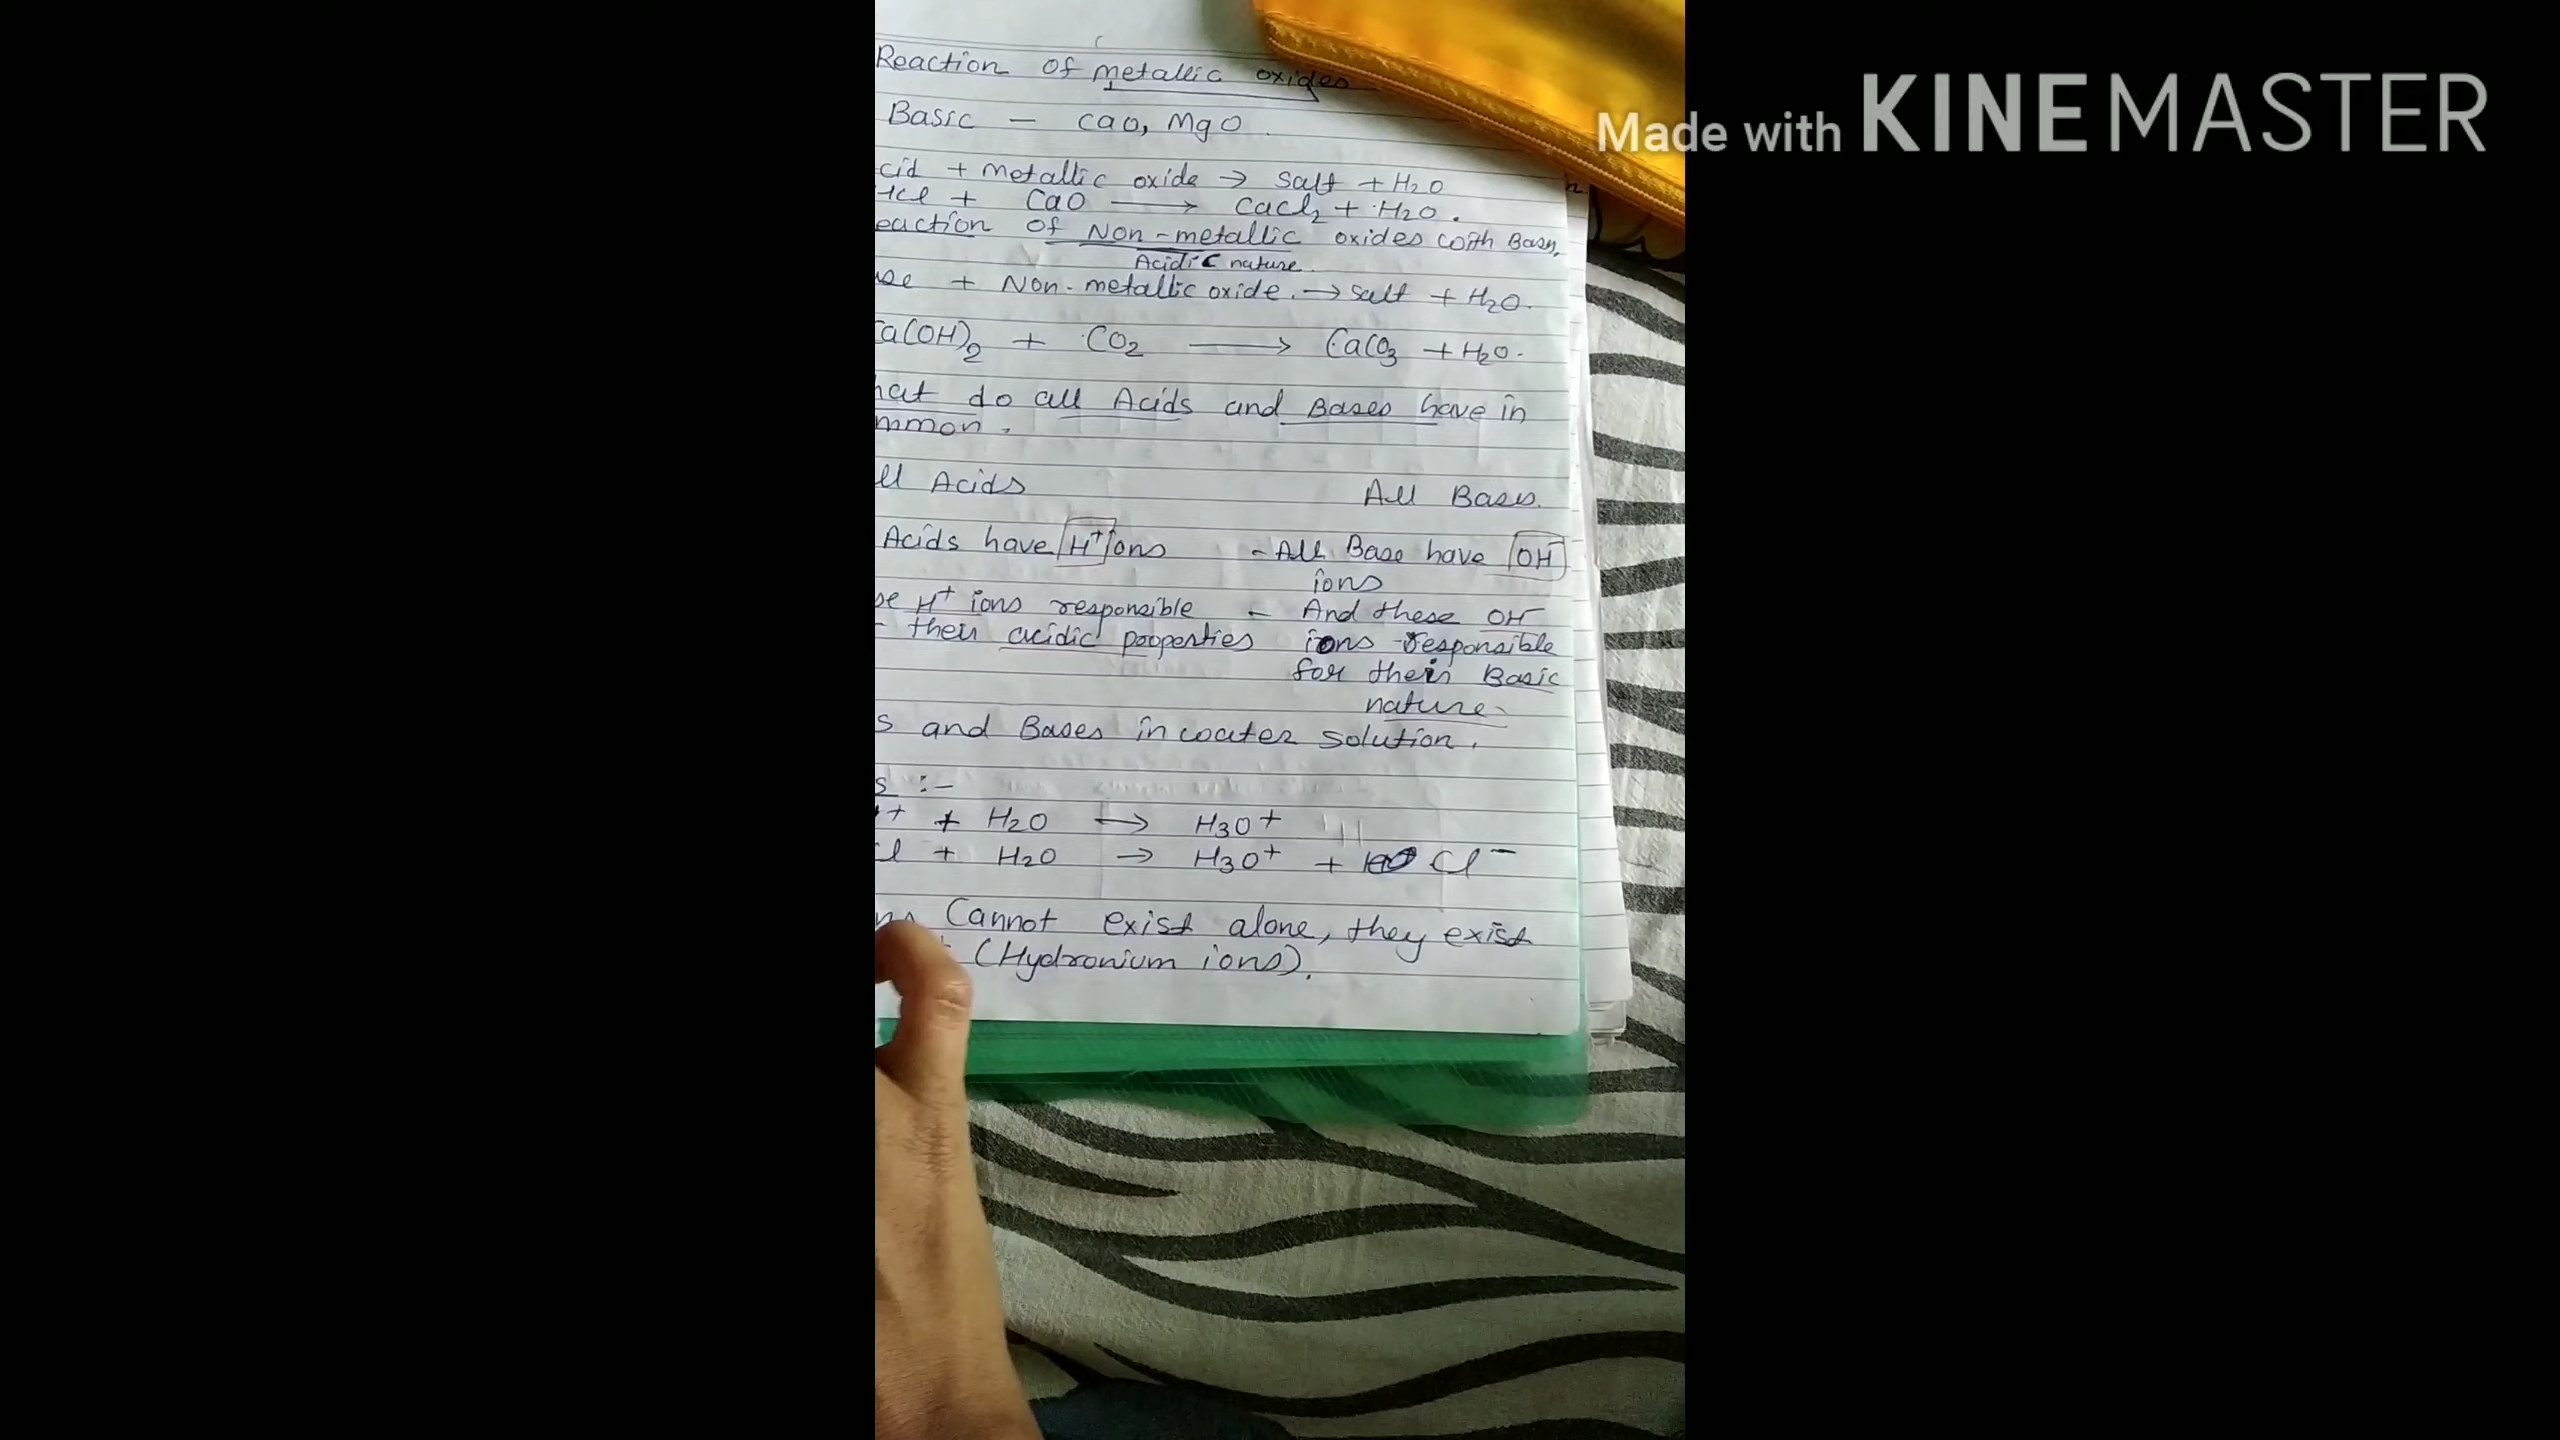 Reaction of metallic oxides
Made with KINEMASTER
Basic - CaO, MgO.
cid + metallic oxide → salt + H2O
HCl + CaO → CaCl2 + H2O.
eaction of Non-metallic oxides with Bases,
Acidic nature.
ase + Non-metallic oxide. → salt + H2O.
Ca(OH)2 + CO2 → CaCO3 + H2O.
hat do all Acids and Bases have in
mmon.
ll Acids All Bases.
Acids have H+ ions - All Base have OH-
ions
se H+ ions responsible - And these OH-
their acidic properties ions responsible
for their Basic
nature.
s and Bases in water solution.
s :-
+ + H2O → H3O+
Cl + H2O → H3O+ + Cl-
Cannot exist alone, they exist
(Hydronium ions).